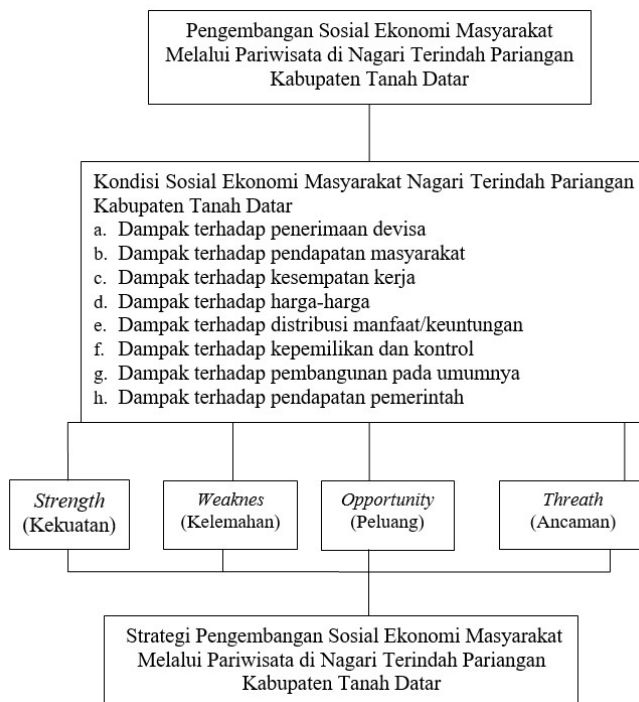 Pengembangan Sosial Ekonomi Masyarakat
Melalui Pariwisata di Nagari Terindah Pariangan
Kabupaten Tanah Datar
Kondisi Sosial Ekonomi Masyarakat Nagari Terindah Pariangan
Kabupaten Tanah Datar
a. Dampak terhadap penerimaan devisa
b. Dampak terhadap pendapatan masyarakat
c. Dampak terhadap kesempatan kerja
d. Dampak terhadap harga-harga
e. Dampak terhadap distribusi manfaat/keuntungan
f. Dampak terhadap kepemilikan dan kontrol
g. Dampak terhadap pembangunan pada umumnya
h. Dampak terhadap pendapatan pemerintah
Strength
(Kekuatan)
Weaknes
(Kelemahan)
Opportunity
(Peluang)
Threath
(Ancaman)
Strategi Pengembangan Sosial Ekonomi Masyarakat
Melalui Pariwisata di Nagari Terindah Pariangan
Kabupaten Tanah Datar